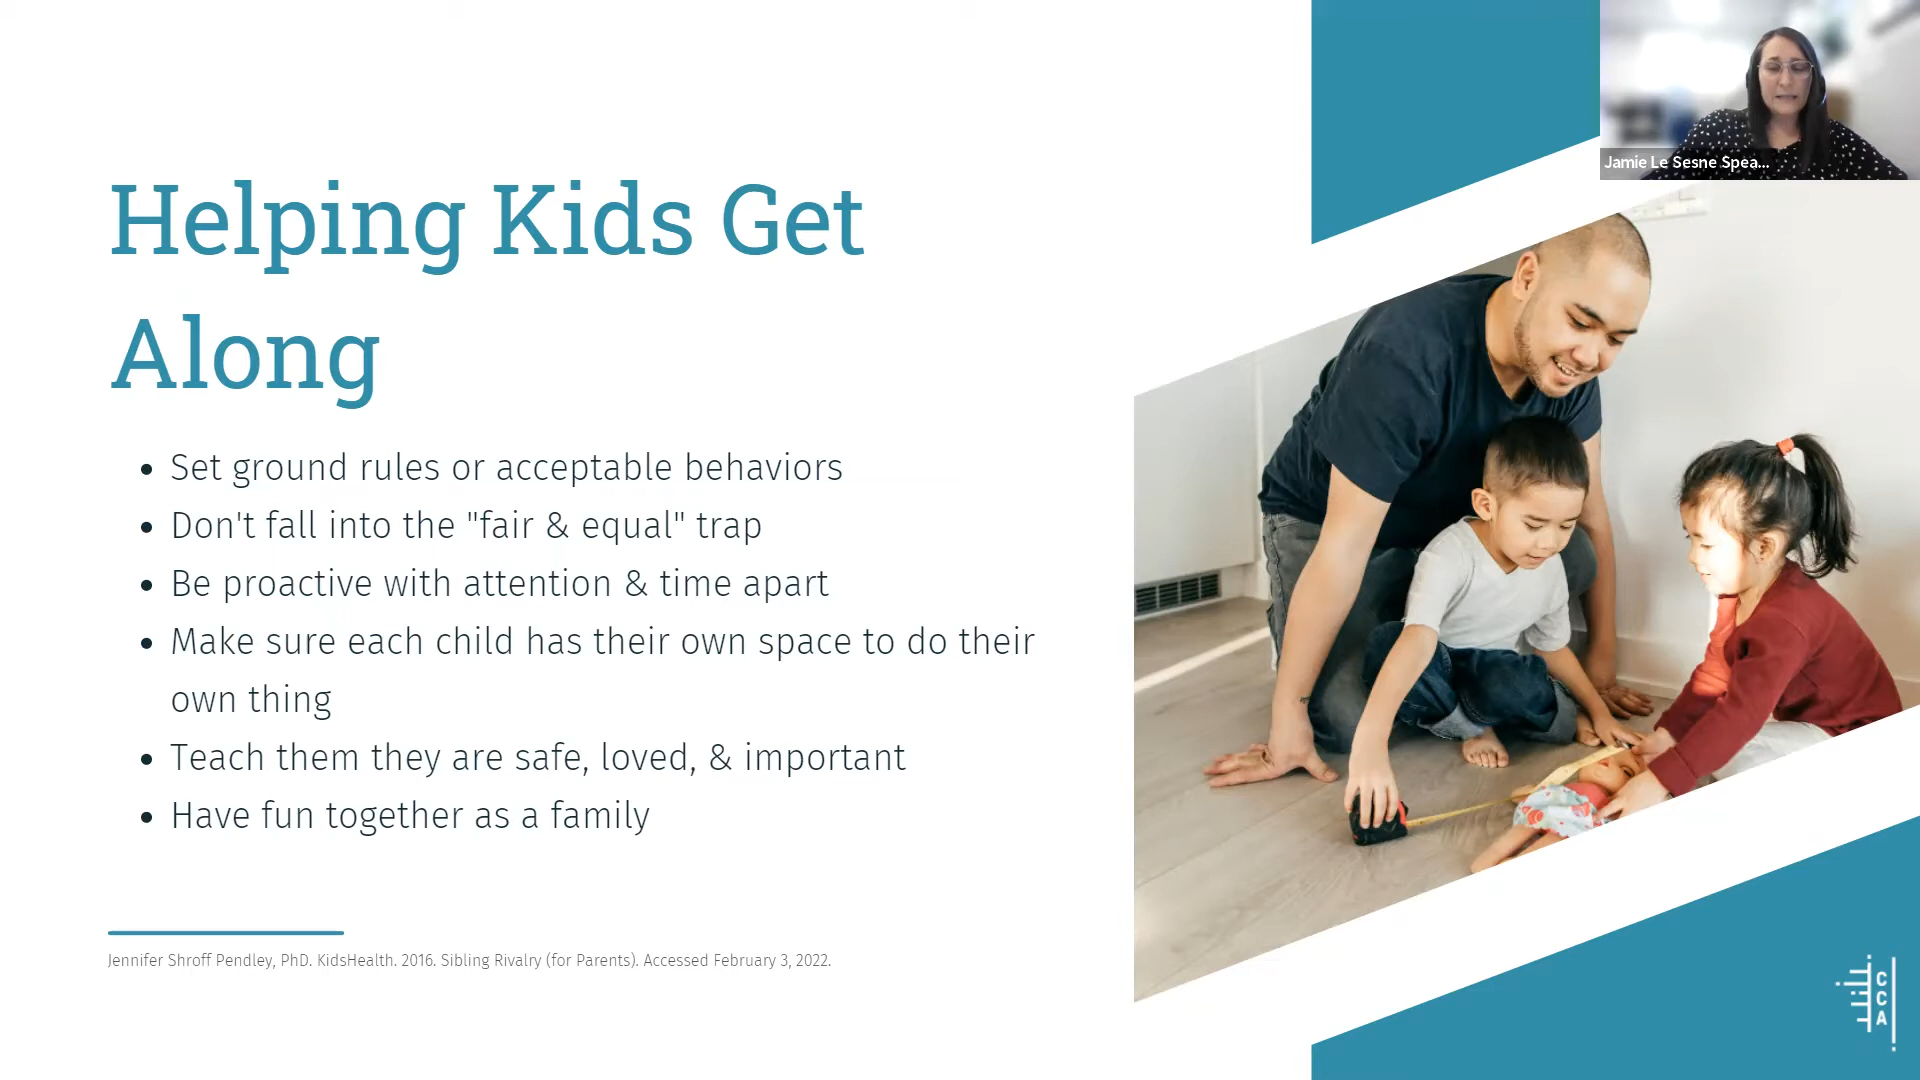 Jamie Le Sesne Spea...
Helping Kids Get
Along
• Set ground rules or acceptable behaviors
• Don't fall into the "fair & equal" trap
• Be proactive with attention & time apart
• Make sure each child has their own space to do their
own thing
• Teach them they are safe, loved, & important
• Have fun together as a family
Jennifer Shroff Pendley, PhD. KidsHealth. 2016. Sibling Rivalry (for Parents). Accessed February 3, 2022.
C
C
A